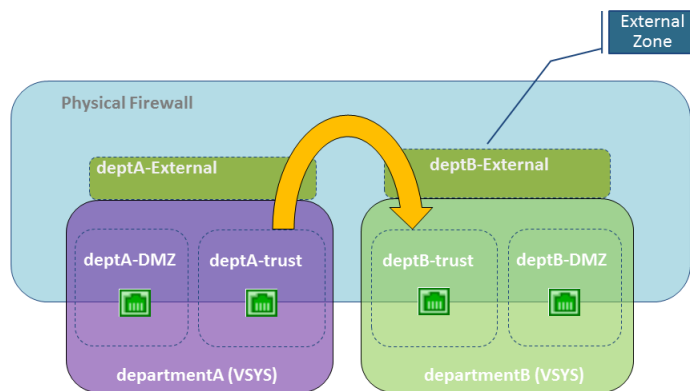 External
Zone
Physical Firewall
deptA-External
deptB-External
deptA-DMZ
deptA-trust
deptB-trust
deptB-DMZ
departmentA (VSYS)
departmentB (VSYS)